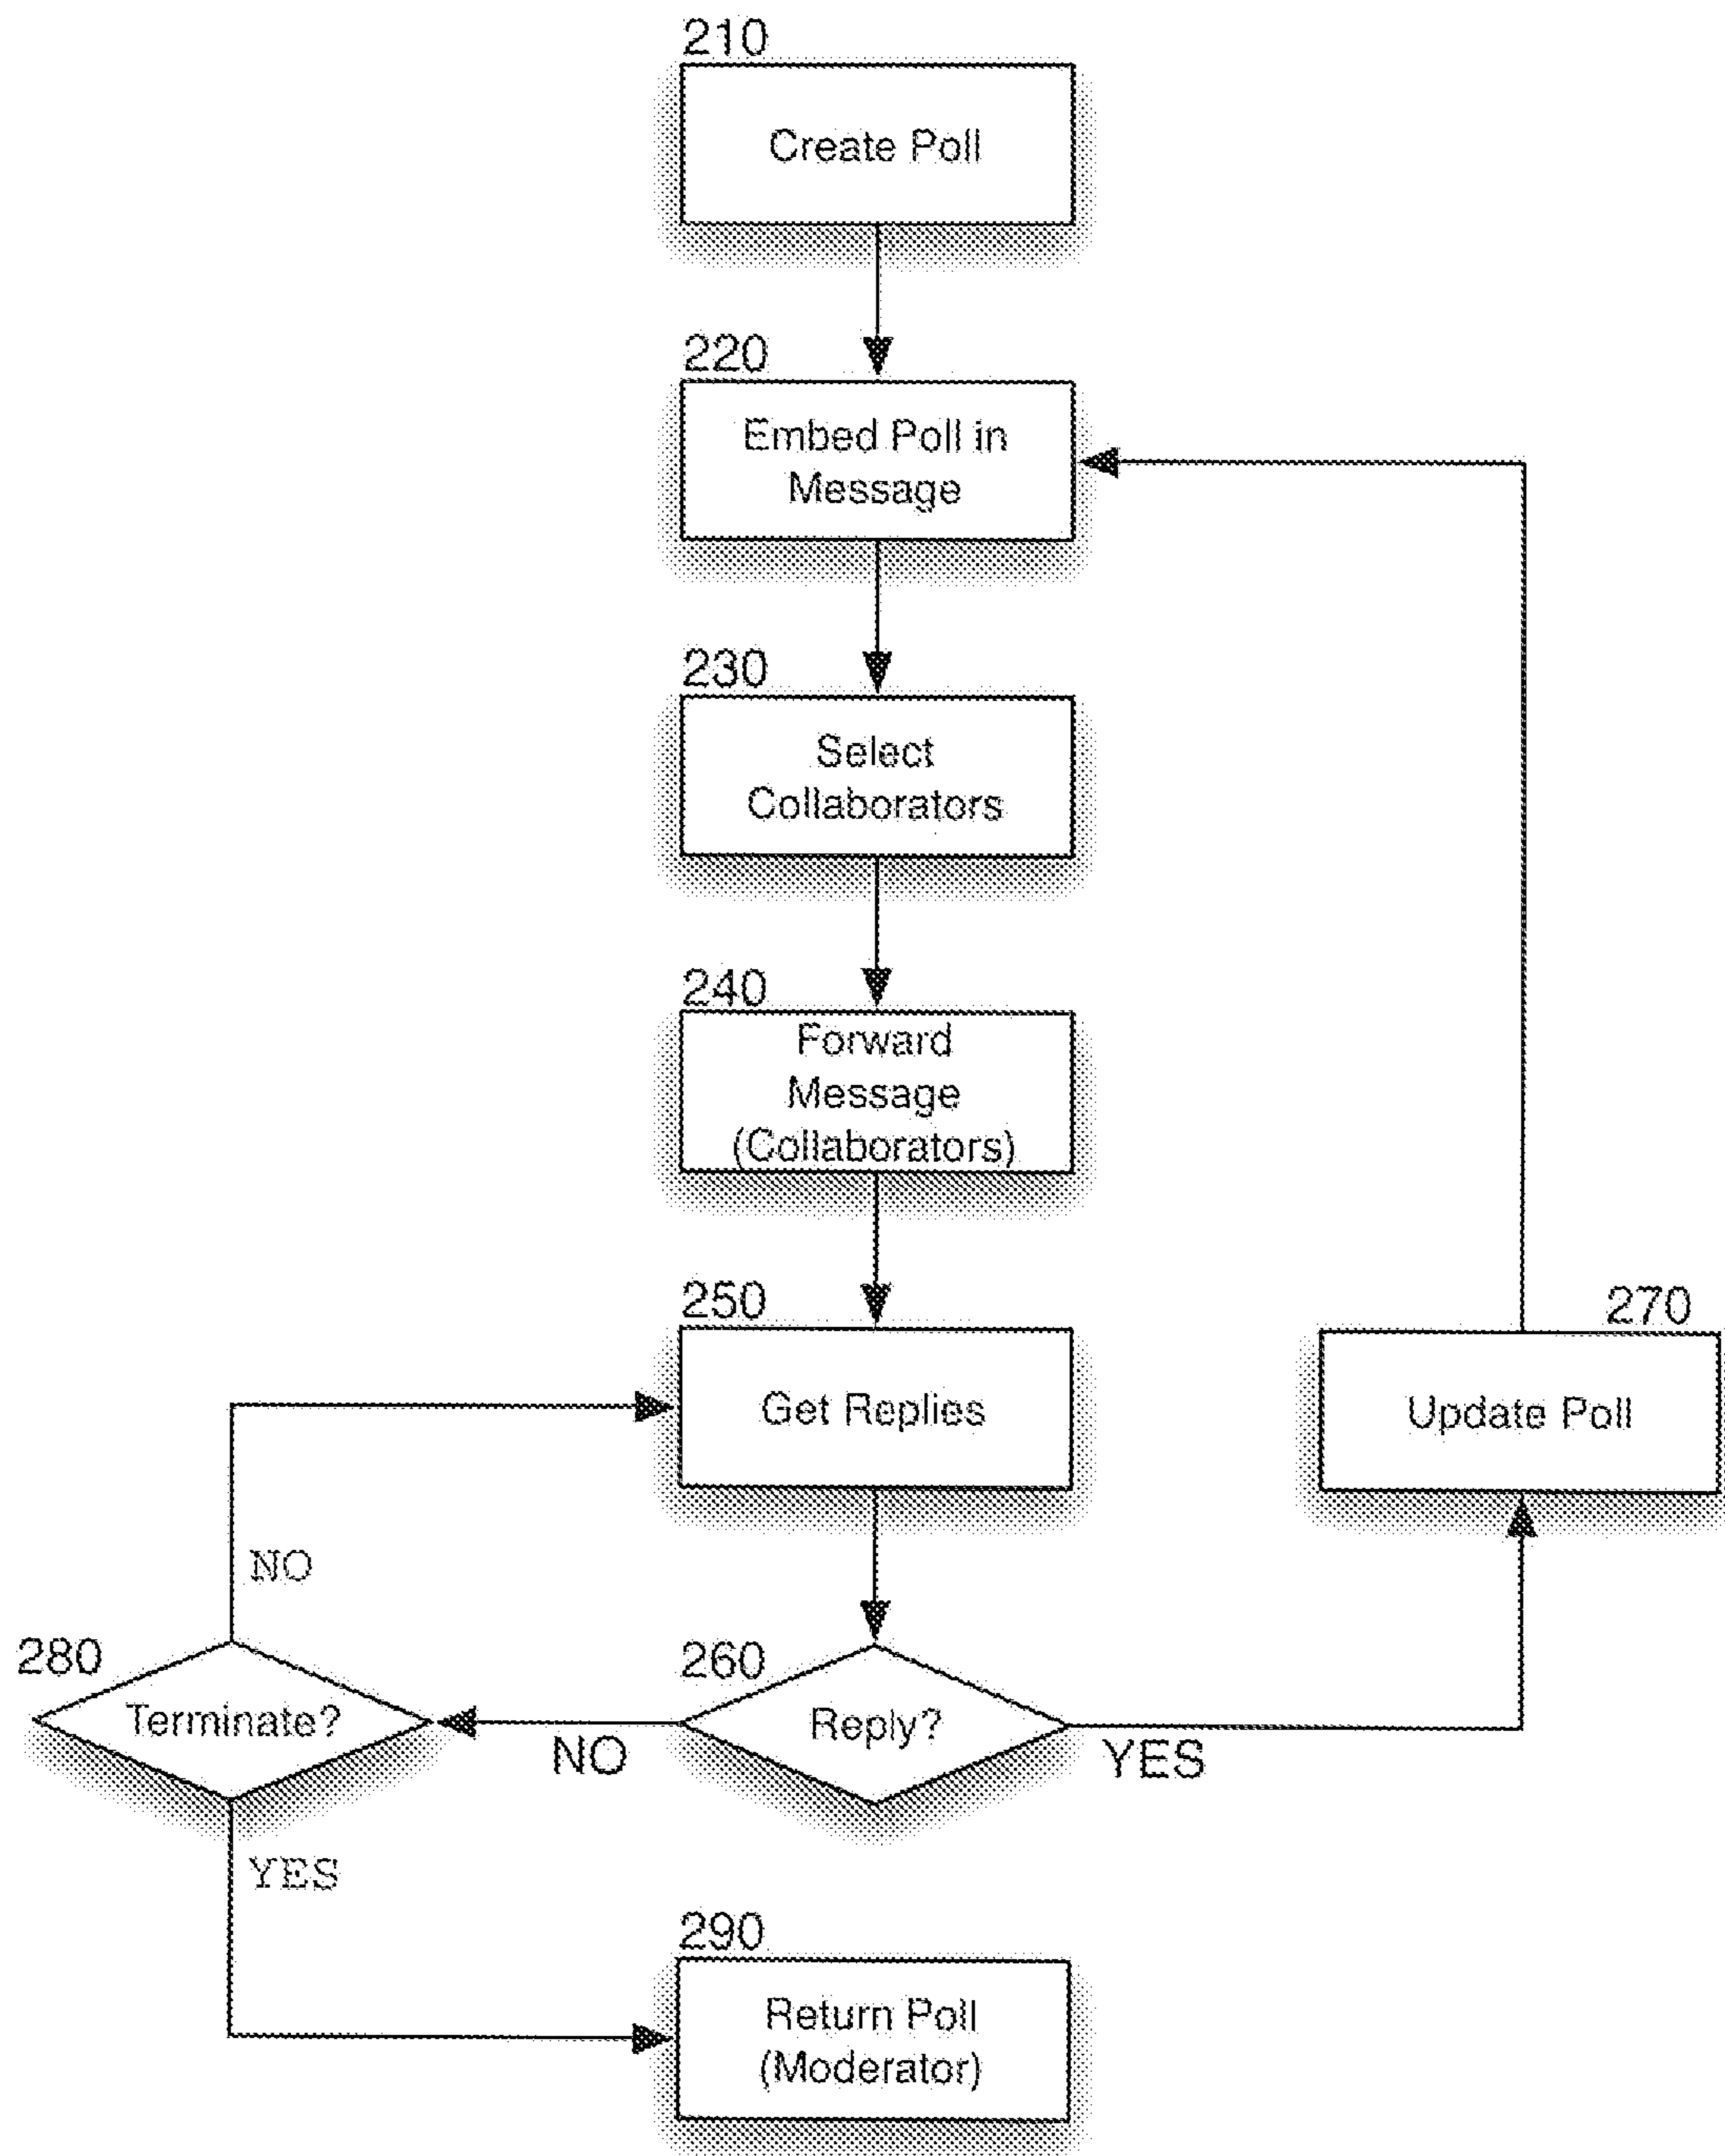 210
Create Poll
220
Embed Poll in
Message
230
Select
Collaborators
240
Forward
Message
(Collaborators)
250
Get Replies
270
Update Poll
NO
280
Terminate?
260
Reply?
NO
YES
YES
290
Return Poll
(Moderator)